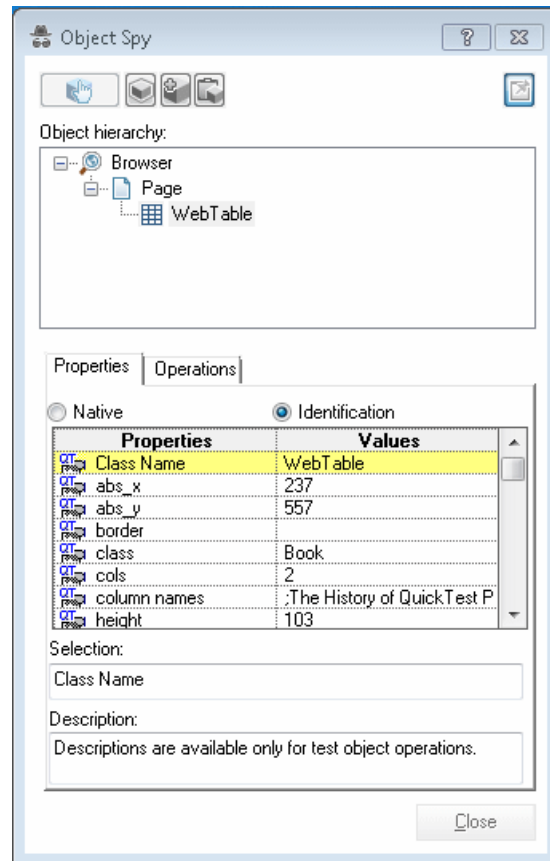 Object Spy
Object hierarchy:
Browser
Page
WebTable
Properties Operations
Native Identification
Properties Values
Class Name WebTable
abs_x 237
abs_y 557
border
class Book
cols 2
column names ;The History of QuickTest P
height 103
Selection:
Class Name
Description:
Descriptions are available only for test object operations.
Close